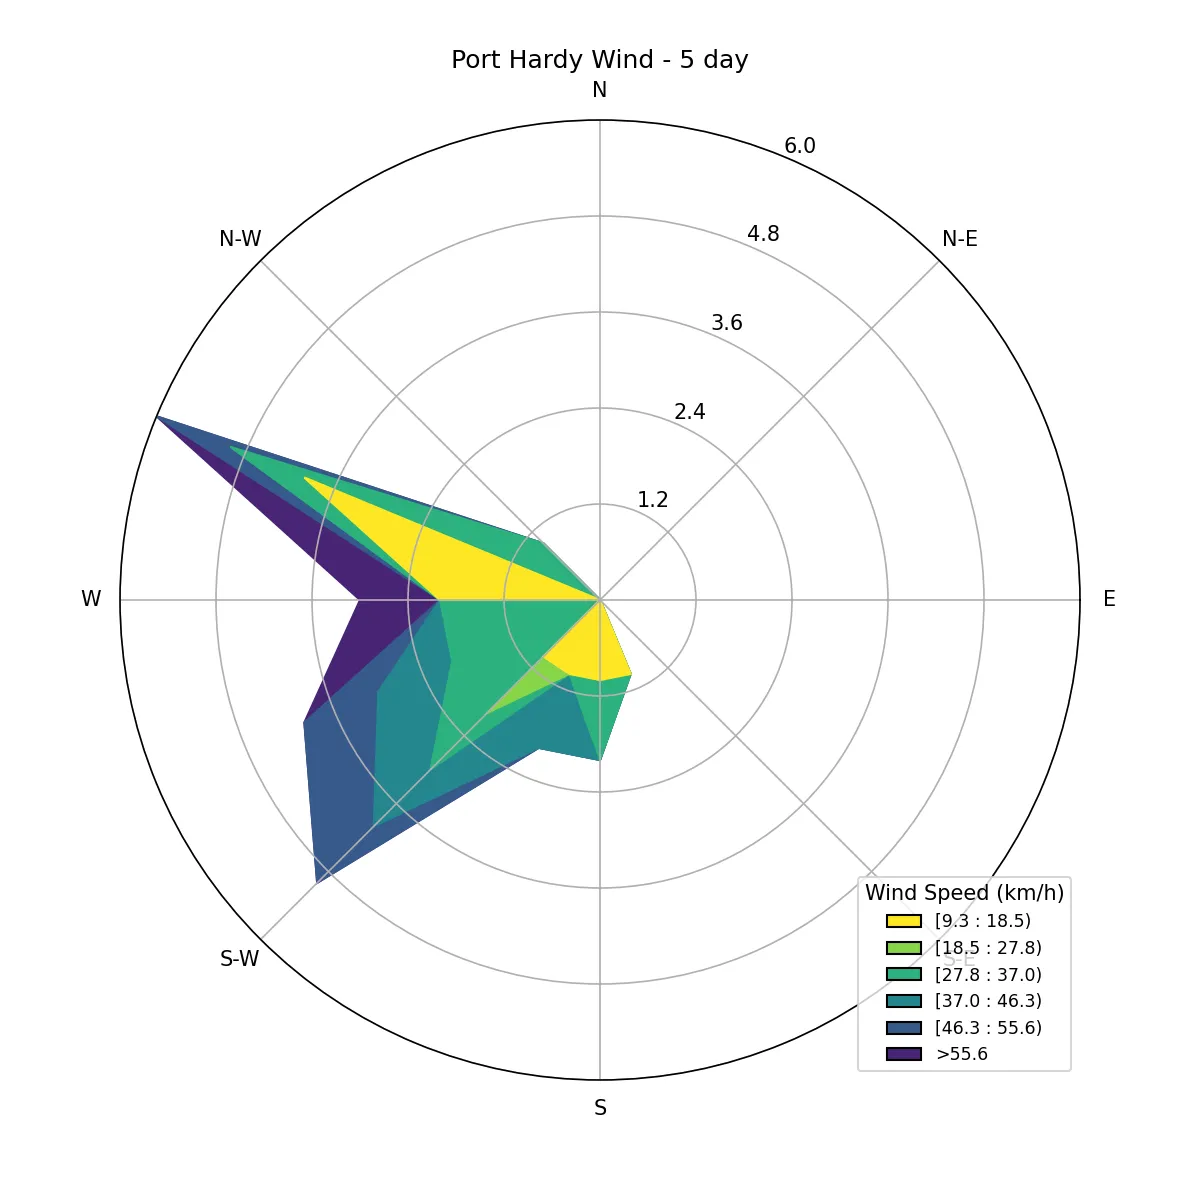 Port Hardy Wind - 5 day
N
6.0
N-W
N-E
4.8
3.6
2.4
1.2
W
E
S-W
S-E
S
Wind Speed (km/h)
[9.3 : 18.5)
[18.5 : 27.8)
[27.8 : 37.0)
[37.0 : 46.3)
[46.3 : 55.6)
>55.6